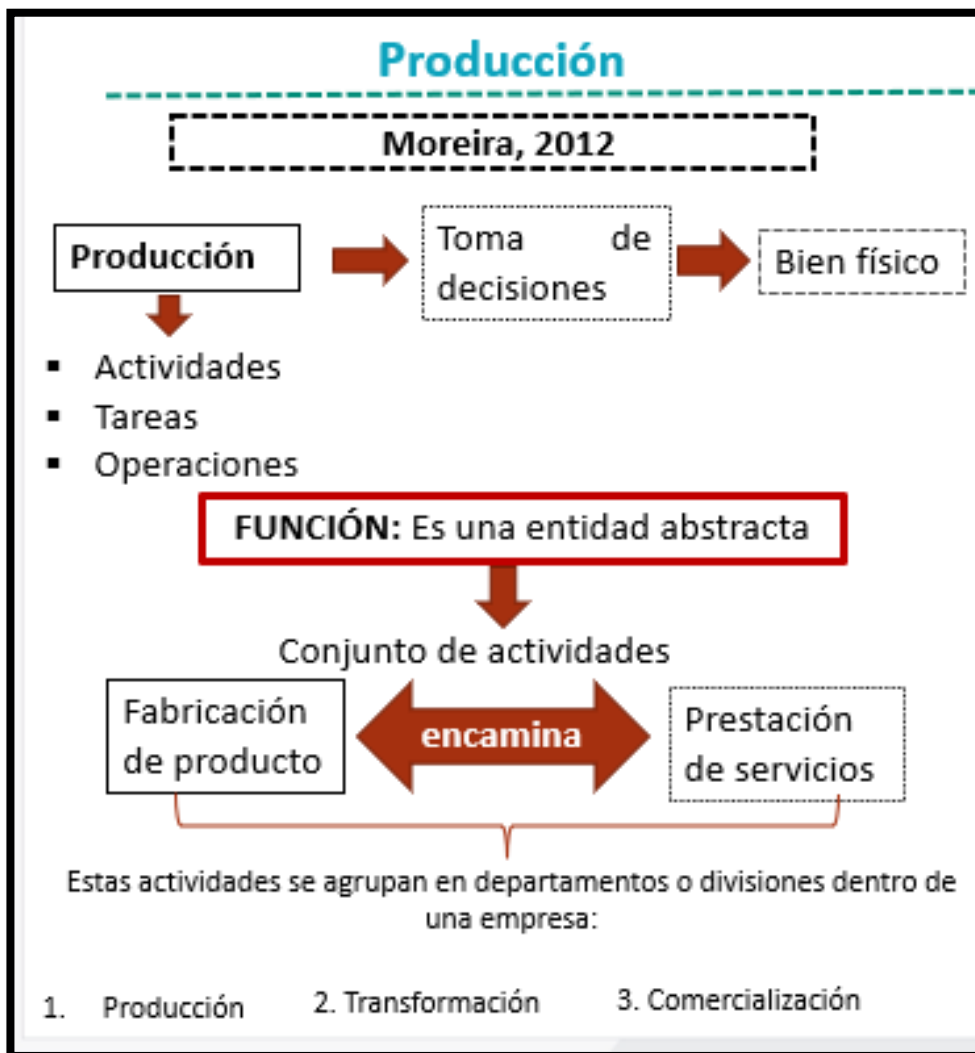 Producción
Moreira, 2012
Producción
Toma de
decisiones
Bien físico
▪ Actividades
▪ Tareas
▪ Operaciones
FUNCIÓN: Es una entidad abstracta
Conjunto de actividades
Fabricación
de producto
encamina
Prestación
de servicios
Estas actividades se agrupan en departamentos o divisiones dentro de
una empresa:
1. Producción 2. Transformación 3. Comercialización